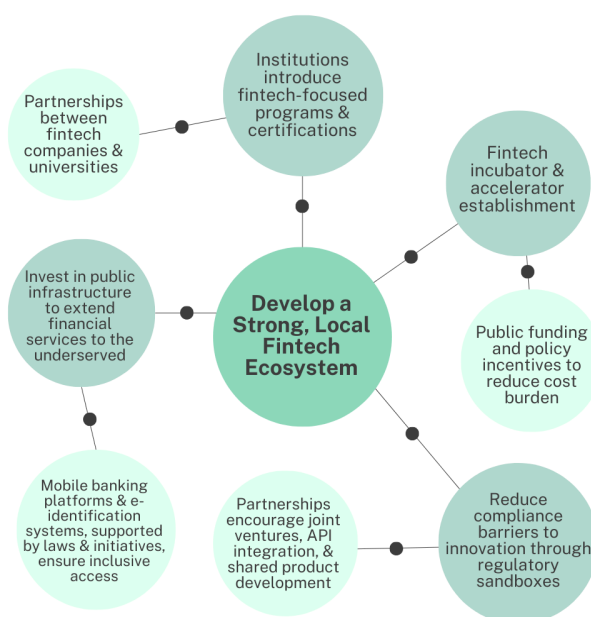 Institutions
introduce
fintech-focused
programs &
certifications
Partnerships
between
fintech
companies &
universities
Fintech
incubator &
accelerator
establishment
Invest in public
infrastructure
to extend
financial
services to the
underserved
Develop a
Strong, Local
Fintech
Ecosystem
Public funding
and policy
incentives to
reduce cost
burden
Mobile banking
platforms & e-
identification
systems, supported
by laws & initiatives,
ensure inclusive
access
Partnerships
encourage joint
ventures, API
integration, &
shared product
development
Reduce
compliance
barriers to
innovation through
regulatory
sandboxes